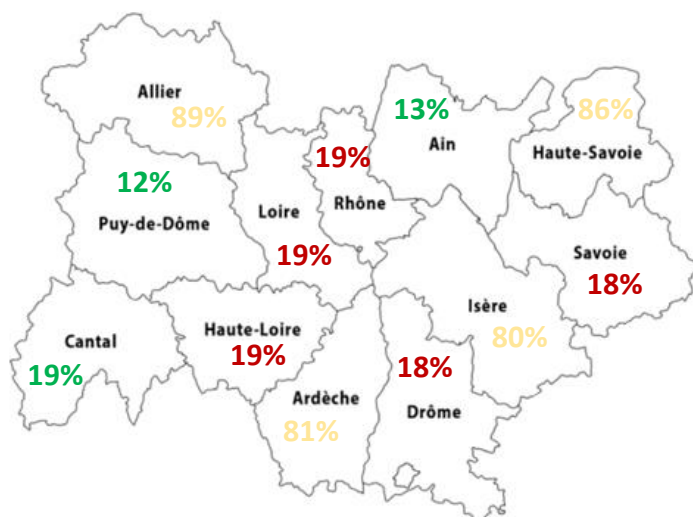 Allier
89%
13%
Ain
86%
Haute-Savoie
19%
Rhône
12%
Puy-de-Dôme
Loire
19%
Savoie
18%
Isère
80%
Cantal
19%
Haute-Loire
19%
18%
Drôme
Ardèche
81%